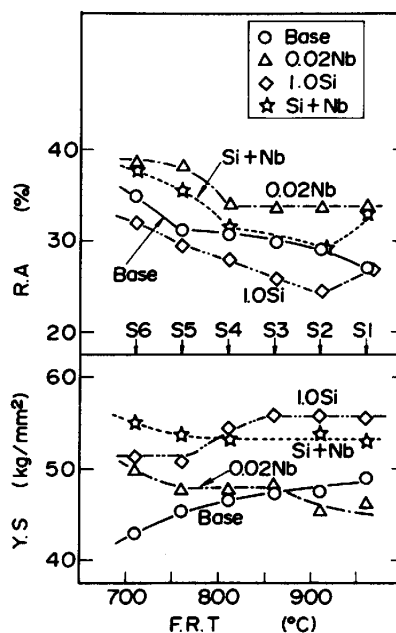 Base
0.02Nb
1.0Si
Si+Nb
R.A (%)
40
30
20
Si+Nb
0.02Nb
Base
1.0Si
S6 S5 S4 S3 S2 S1
Y.S (kg/mm²)
60
50
40
1.0Si
Si+Nb
0.02Nb
Base
700 800 900
F.R.T (°C)